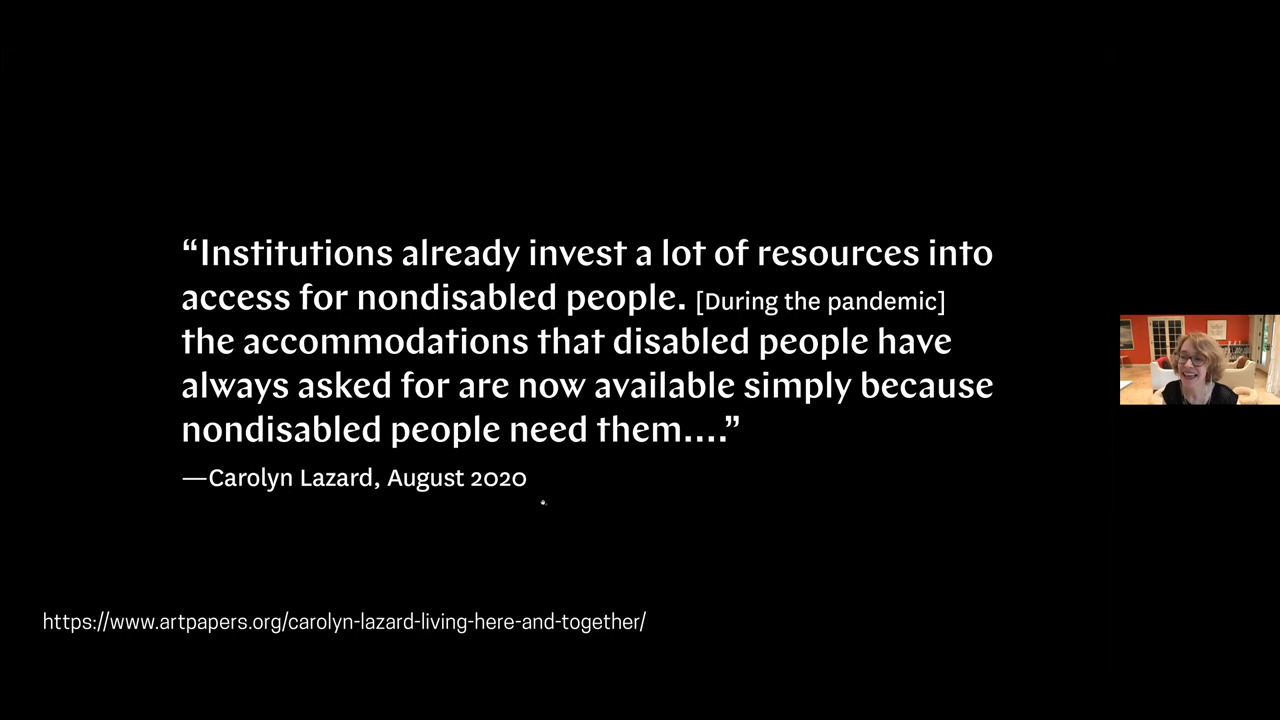 “Institutions already invest a lot of resources into
access for nondisabled people. [During the pandemic]
the accommodations that disabled people have
always asked for are now available simply because
nondisabled people need them....”
—Carolyn Lazard, August 2020
https://www.artpapers.org/carolyn-lazard-living-here-and-together/